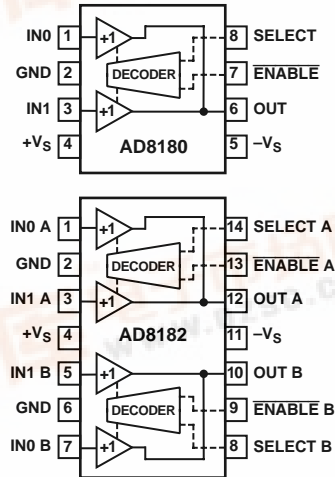 IN0 1 +1 8 SELECT
GND 2 DECODER 7 ENABLE
IN1 3 +1 6 OUT
+VS 4 AD8180 5 –VS
IN0 A 1 +1 14 SELECT A
GND 2 DECODER 13 ENABLE A
IN1 A 3 +1 12 OUT A
+VS 4 AD8182 11 –VS
IN1 B 5 +1 10 OUT B
GND 6 DECODER 9 ENABLE B
IN0 B 7 +1 8 SELECT B